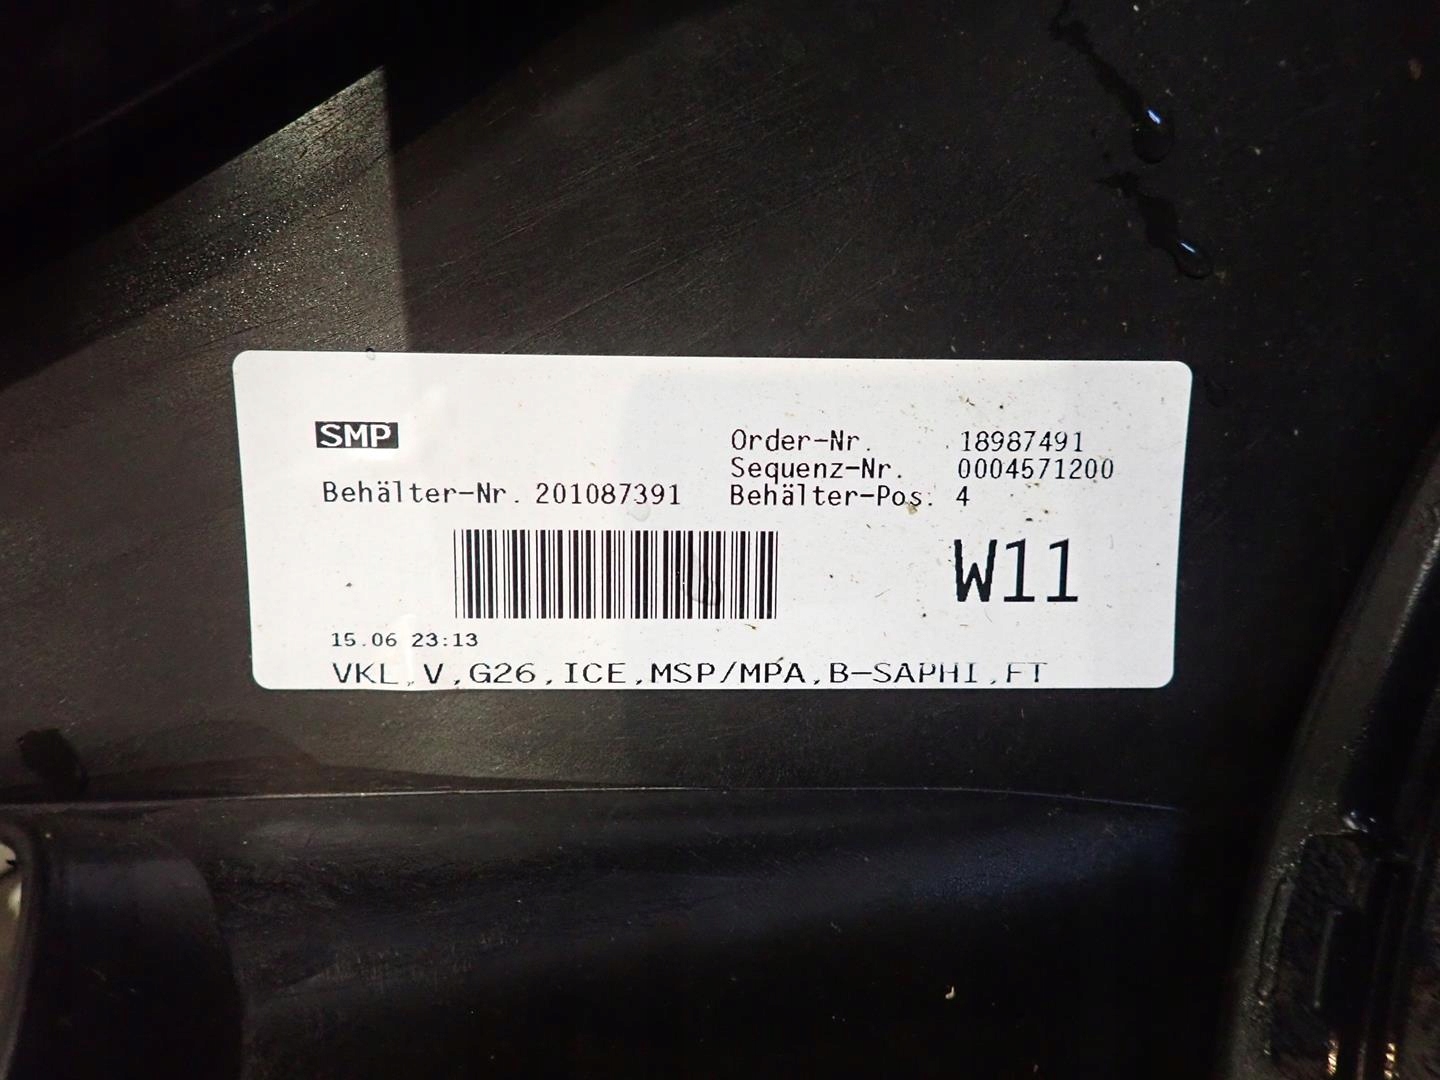 SMP
Order-Nr. 18987491
Sequenz-Nr. 0004571200
Behälter-Nr. 201087391 Behälter-Pos. 4
W11
15.06 23:13
VKL,V,G26,ICE,MSP/MPA,B-SAPHI,FT